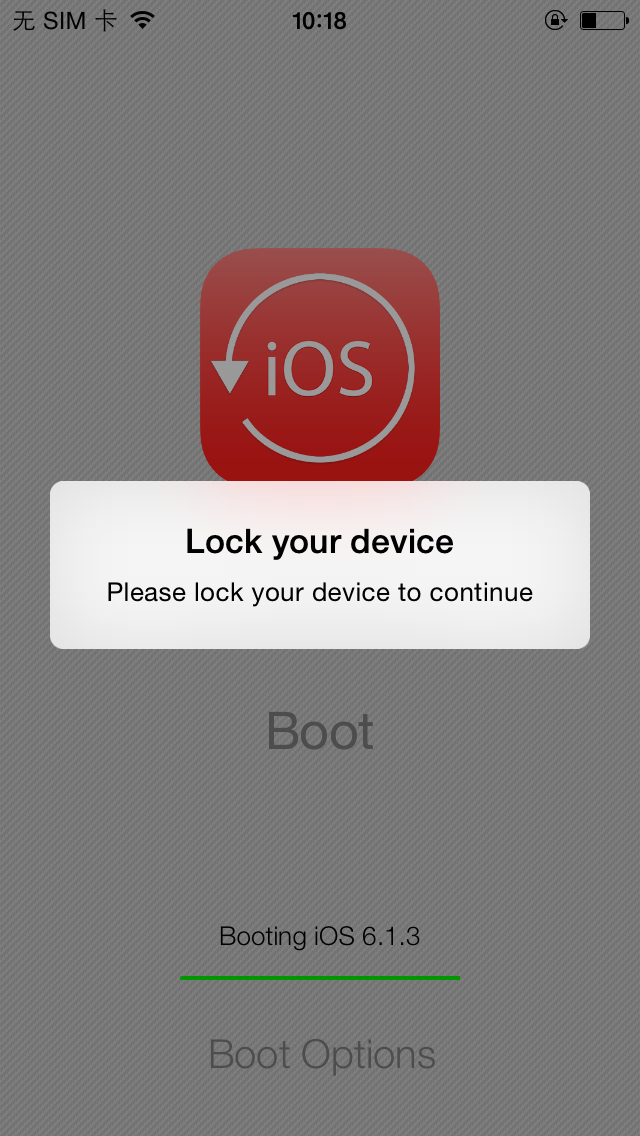 无 SIM 卡 10:18
iOS
Lock your device
Please lock your device to continue
Boot
Booting iOS 6.1.3
Boot Options